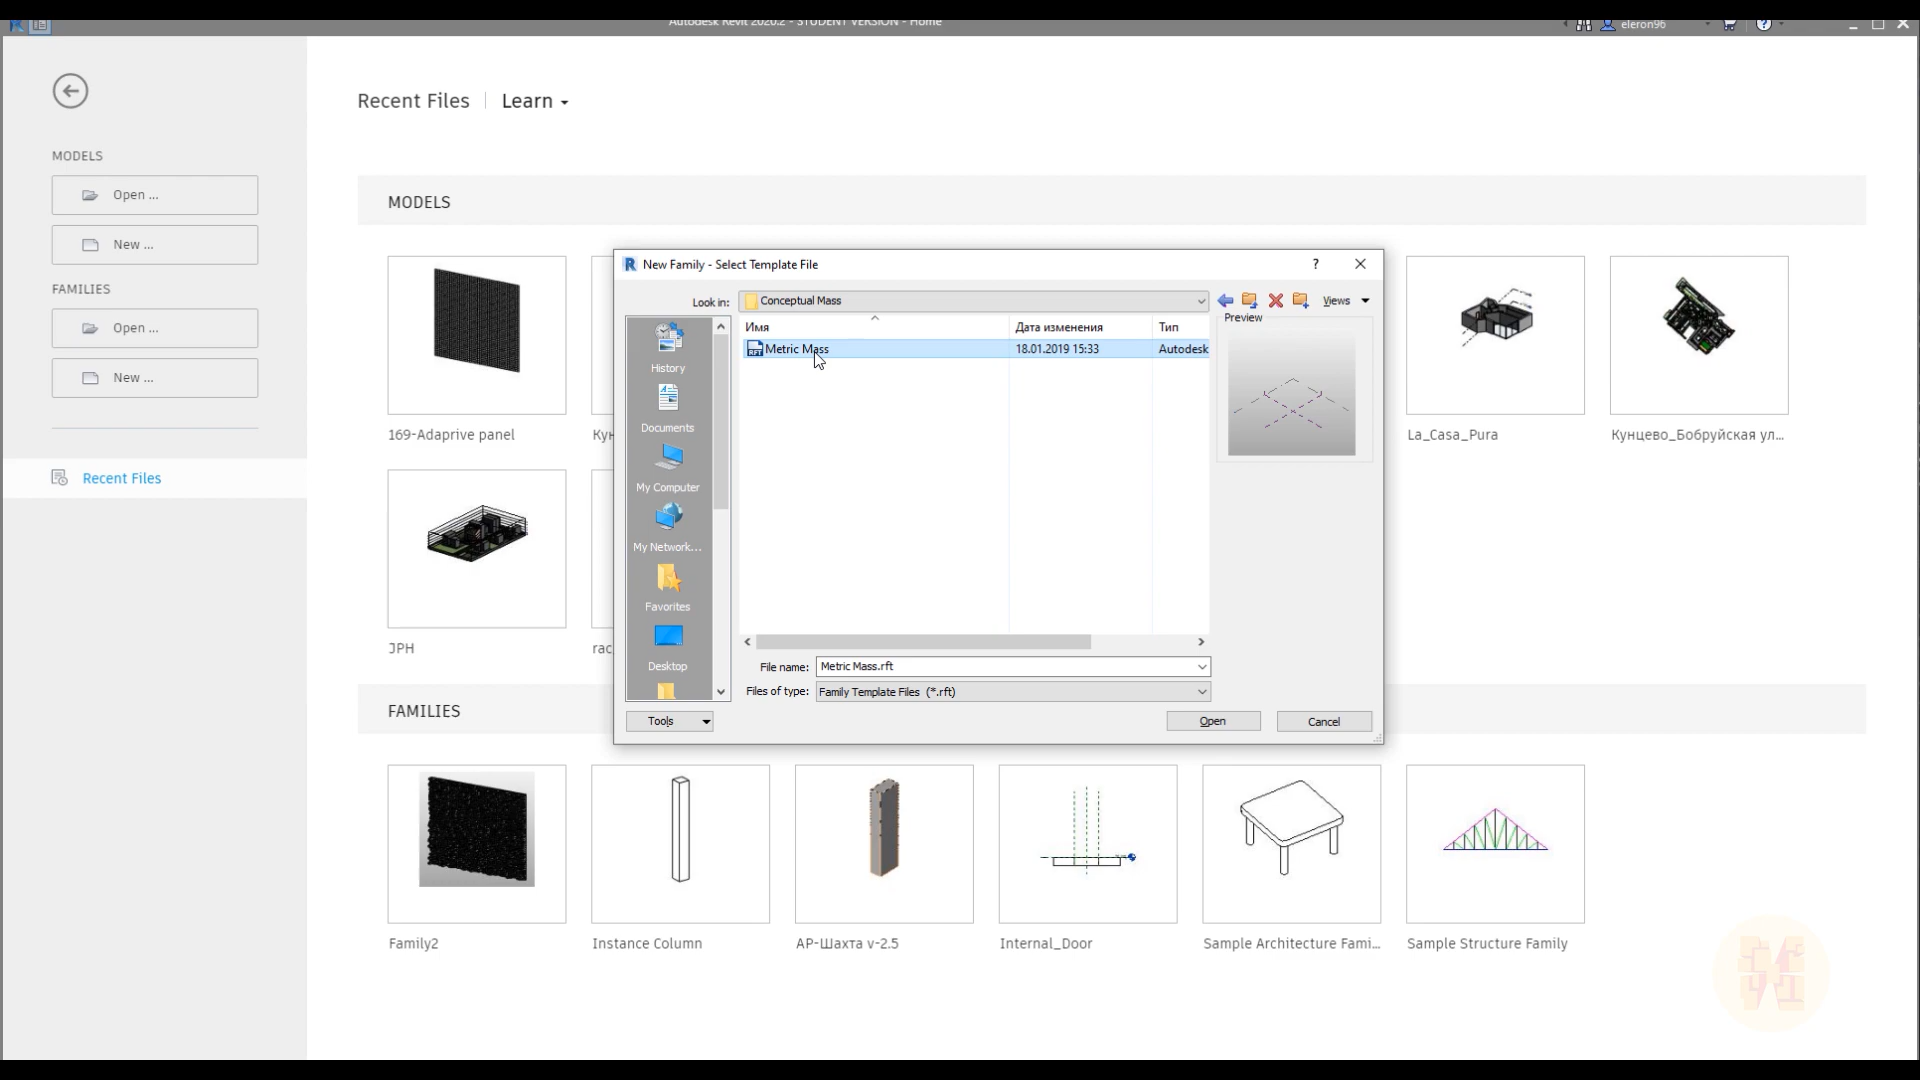 Autodesk Revit 2020.2 - STUDENT VERSION - Home
eleron96
Recent Files
Learn
MODELS
Open ...
New ...
FAMILIES
Open ...
New ...
Recent Files
MODELS
169-Adaprive panel
Кун
La_Casa_Pura
Кунцево_Бобруйская ул...
JPH
rac_
New Family - Select Template File
?
Look in:
Conceptual Mass
Views
Preview
Имя
Дата изменения
Тип
Metric Mass
18.01.2019 15:33
Autodesk
History
Documents
My Computer
My Network...
Favorites
Desktop
File name:
Metric Mass.rft
Files of type:
Family Template Files (*.rft)
Tools
Open
Cancel
FAMILIES
Family2
Instance Column
АР-Шахта v-2.5
Internal_Door
Sample Architecture Fami...
Sample Structure Family